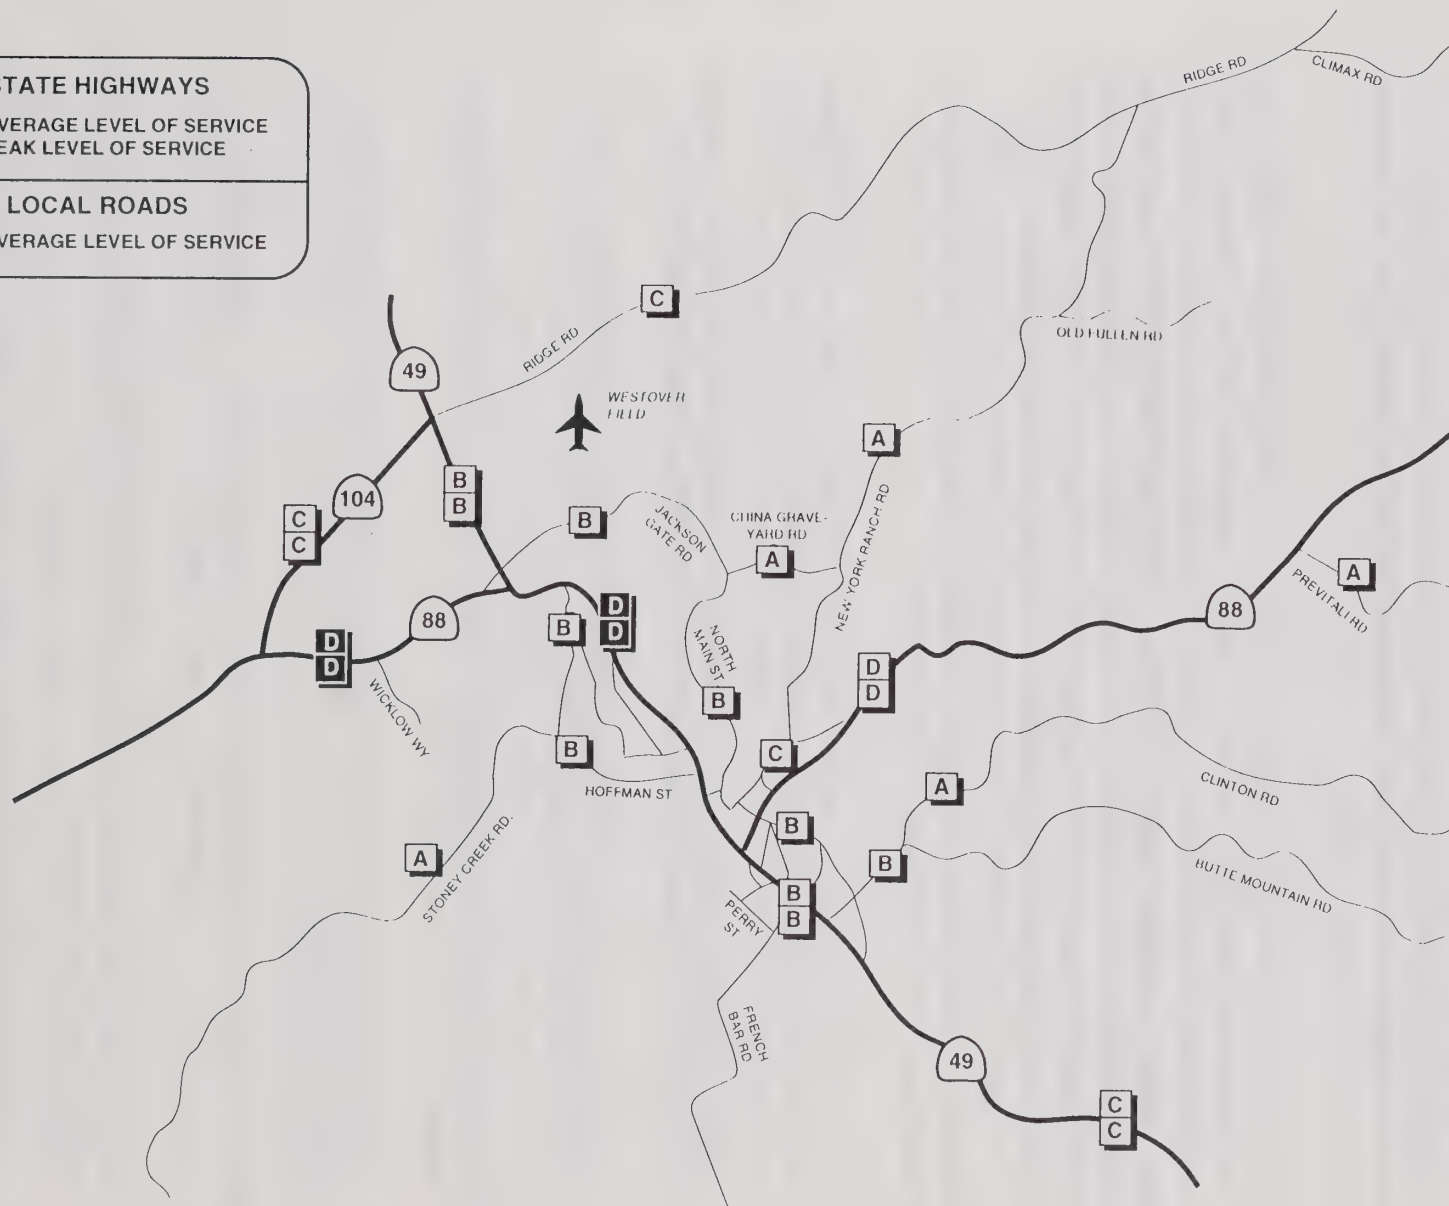 STATE HIGHWAYS
VERAGE LEVEL OF SERVICE
EAK LEVEL OF SERVICE
LOCAL ROADS
VERAGE LEVEL OF SERVICE
RIDGE RD
CLIMAX RD
C
RIDGE RD
OLD FULLEN RD
49
WESTOVER
FIELD
A
B
B
104
C
C
B
JACKSON
GATE RD
CHINA GRAVE-
YARD RD
A
NEW YORK RANCH RD
A
PREVITALI RD
88
88
D
D
B
D
D
NORTH
MAIN ST
D
D
WICKLOW WY
B
B
C
HOFFMAN ST
A
CLINTON RD
A
STONEY CREEK RD.
B
B
BUTTE MOUNTAIN RD
B
B
PERRY
ST
FRENCH
BAR RD
49
C
C